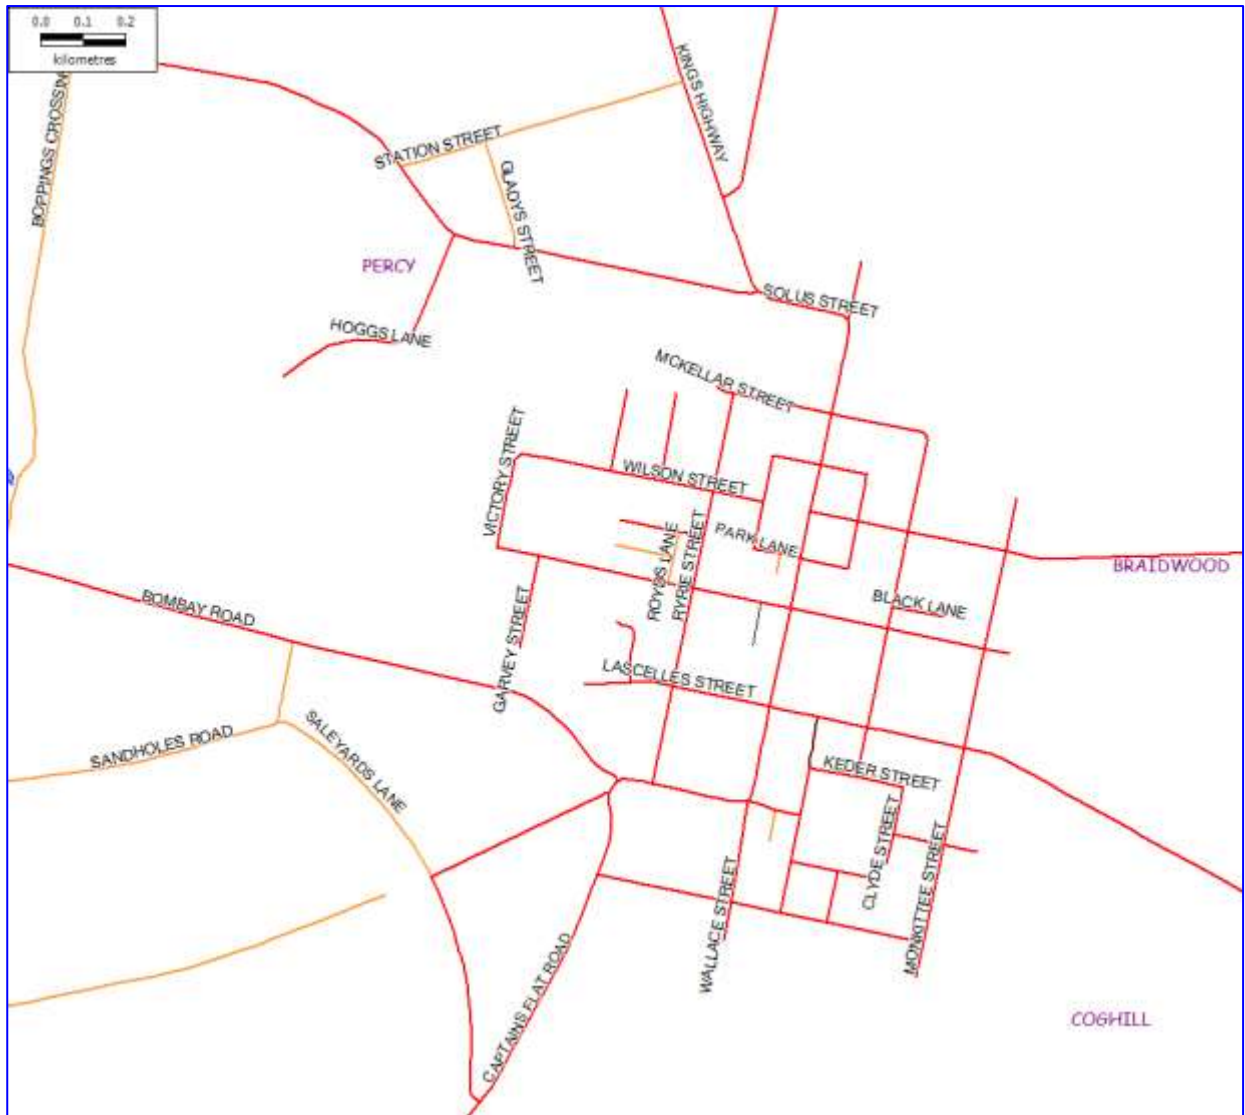 0.0 0.1 0.2
kilometres
BOPPINGS CROSSIN
KINGS HIGHWAY
STATION STREET
GLADYS STREET
PERCY
SOLUS STREET
HOGGS LANE
MCKELLAR STREET
VICTORY STREET
WILSON STREET
ROYDS LANE
RYRIE STREET
PARK LANE
BRAIDWOOD
BLACK LANE
BOMBAY ROAD
GARVEY STREET
LASCELLES STREET
SANDHOLES ROAD
SALEYARDS LANE
KEDER STREET
CLYDE STREET
MONKITTEE STREET
WALLACE STREET
CAPTAINS FLAT ROAD
COGHILL